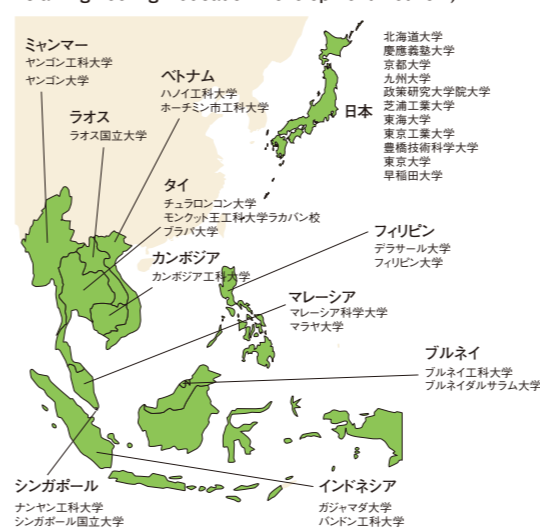 ミャンマー
ヤンゴン工科大学
ヤンゴン大学
ラオス
ラオス国立大学
ベトナム
ハノイ工科大学
ホーチミン市工科大学
タイ
チュラロンコン大学
モンクット王工科大学ラカバン校
ブラパ大学
カンボジア
カンボジア工科大学
日本
北海道大学
慶應義塾大学
京都大学
九州大学
政策研究大学院大学
芝浦工業大学
東海大学
東京工業大学
豊橋技術科学大学
東京大学
早稲田大学
フィリピン
デラサール大学
フィリピン大学
マレーシア
マレーシア科学大学
マラヤ大学
ブルネイ
ブルネイ工科大学
ブルネイダルサラム大学
シンガポール
ナンヤン工科大学
シンガポール国立大学
インドネシア
ガジャマダ大学
バンドン工科大学